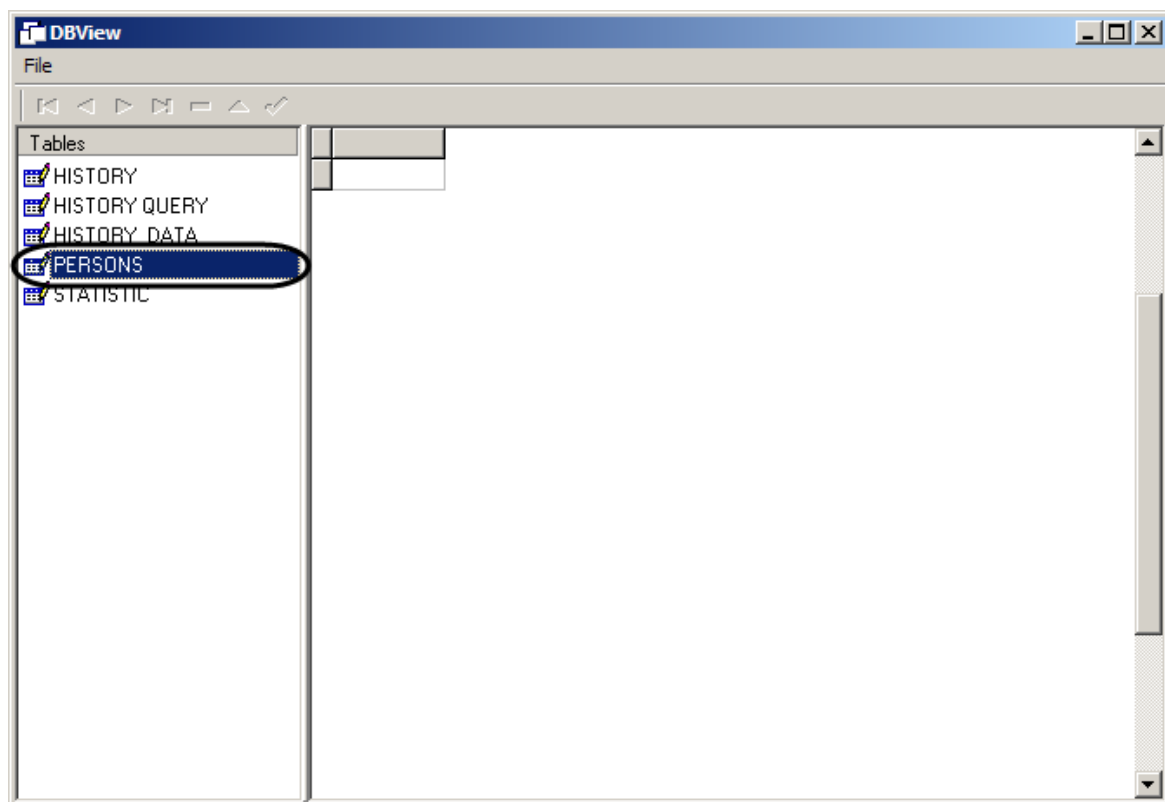 DBView
File
Tables
HISTORY
HISTORY QUERY
HISTORY_DATA
PERSONS
STATISTIC